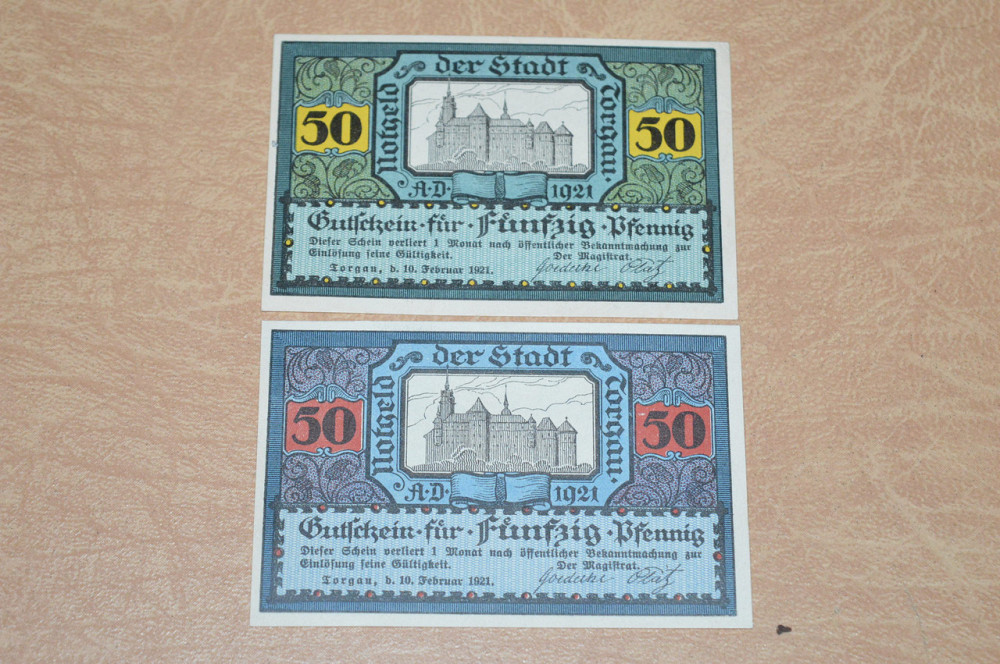 Notgeld der Stadt Torgau.
50 50
A·D· 1921
Gutschein·für·Fünfzig·Pfennig
Dieser Schein verliert 1 Monat nach öffentlicher Bekanntmachung zur
Einlösung seine Gültigkeit. Der Magistrat.
Torgau, d. 10. Februar 1921.
Notgeld der Stadt Torgau.
50 50
A·D· 1921
Gutschein·für·Fünfzig·Pfennig
Dieser Schein verliert 1 Monat nach öffentlicher Bekanntmachung zur
Einlösung seine Gültigkeit. Der Magistrat.
Torgau, d. 10. Februar 1921.